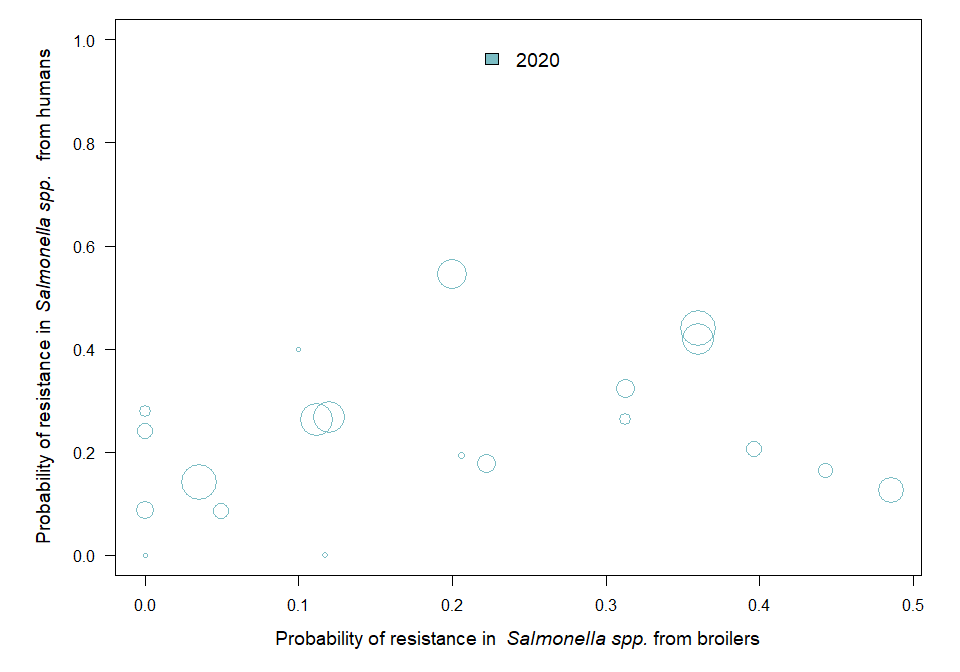 2020
Probability of resistance in Salmonella spp. from humans
1.0
0.8
0.6
0.4
0.2
0.0
0.0 0.1 0.2 0.3 0.4 0.5
Probability of resistance in Salmonella spp. from broilers